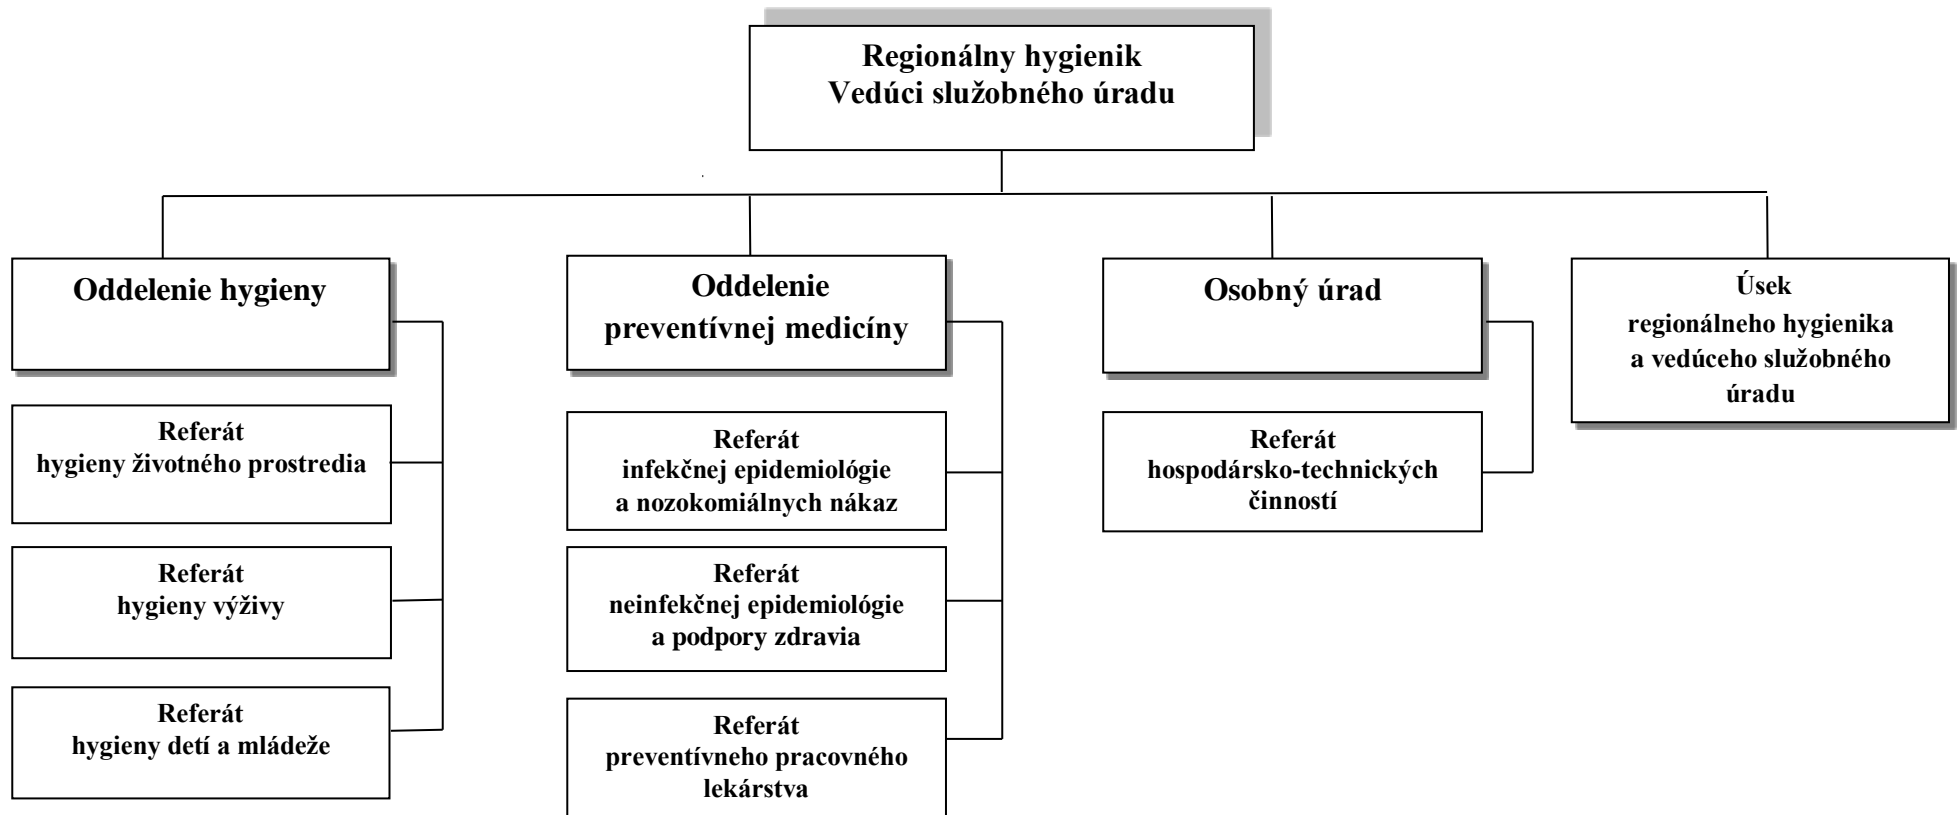 Regionálny hygienik
Vedúci služobného úradu
Oddelenie hygieny
Referát
hygieny životného prostredia
Referát
hygieny výživy
Referát
hygieny detí a mládeže
Oddelenie
preventívnej medicíny
Referát
infekčnej epidemiológie
a nozokomiálnych nákaz
Referát
neinfekčnej epidemiológie
a podpory zdravia
Referát
preventívneho pracovného
lekárstva
Osobný úrad
Referát
hospodársko-technických
činností
Úsek
regionálneho hygienika
a vedúceho služobného
úradu